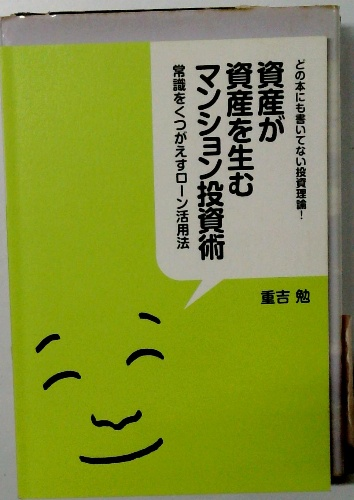 どの本にも書いてない投資理論!
資産が
資産を生む
マンション投資術
常識をくつがえすローン活用法
重吉 勉